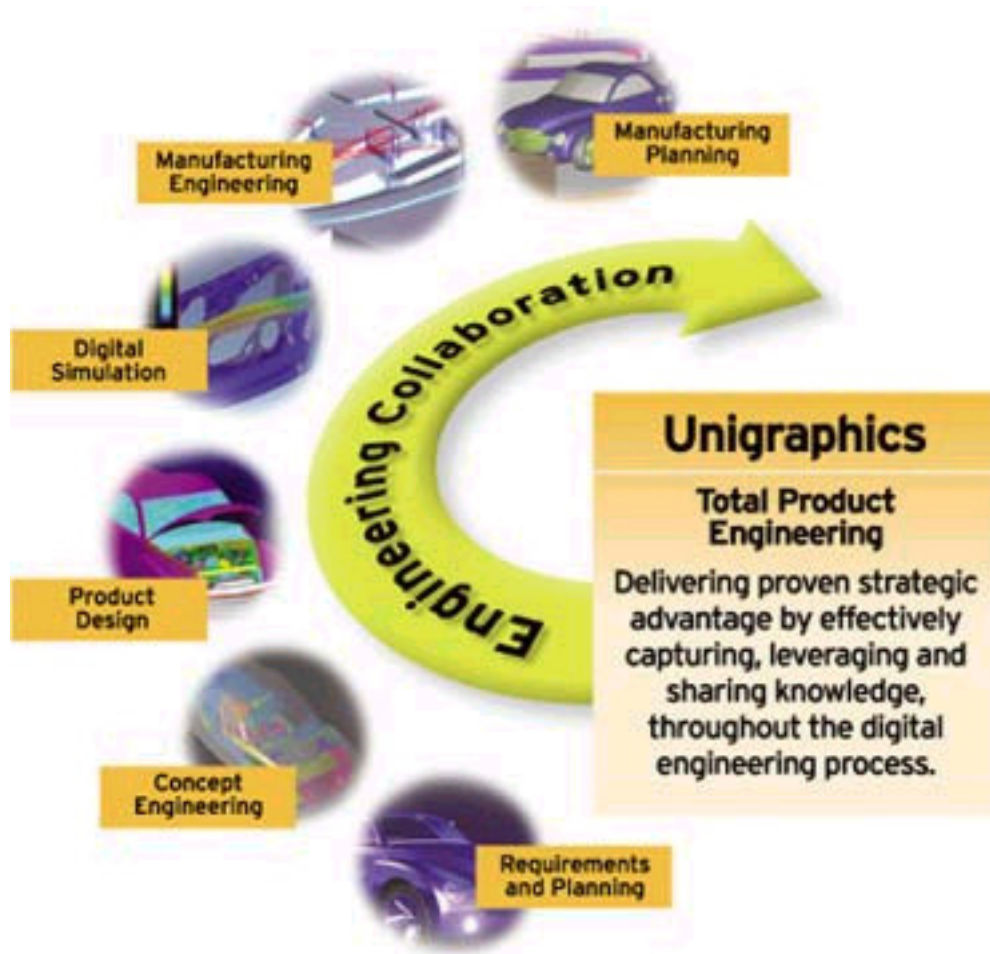 Manufacturing
Engineering
Manufacturing
Planning
Digital
Simulation
Product
Design
Concept
Engineering
Requirements
and Planning
Engineering Collaboration
Unigraphics
Total Product
Engineering
Delivering proven strategic
advantage by effectively
capturing, leveraging and
sharing knowledge,
throughout the digital
engineering process.